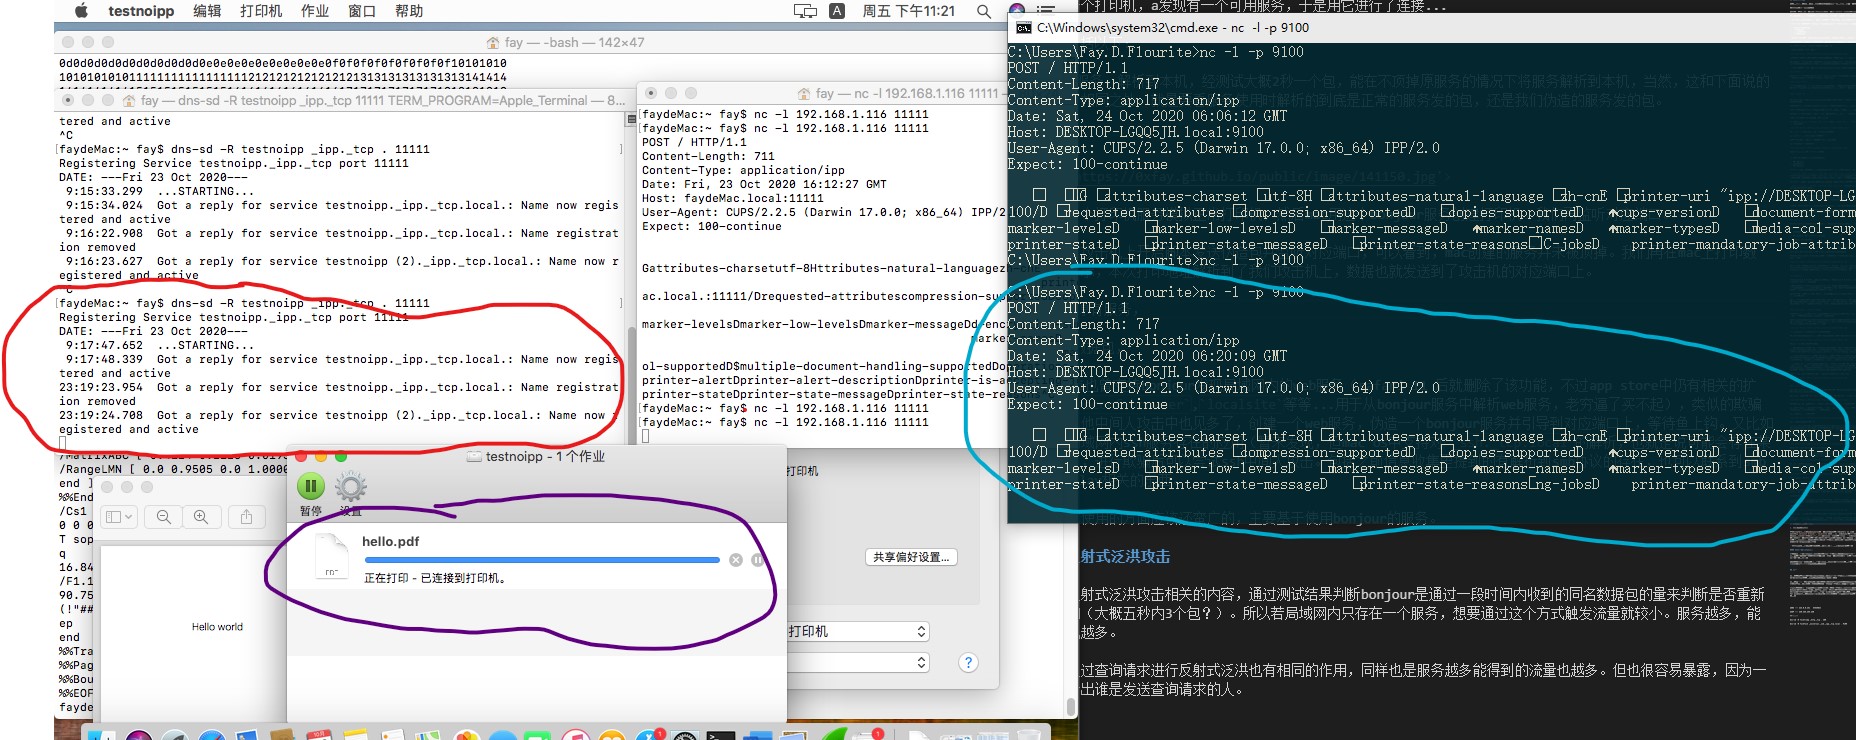 testnoipp 编辑 打印机 作业 窗口 帮助
A 周五 下午11:21
fay — -bash — 142×47
0d0d0d0d0d0d0d0d0d0d0e0e0e0e0e0e0f0f0f0f0f0f0f0f10101010
fay — dns-sd -R testnoipp _ipp._tcp 11111 TERM_PROGRAM=Apple_Terminal — 8...
tered and active
^C
[faydeMac:~ fay$ dns-sd -R testnoipp _ipp._tcp . 11111 ]
Registering Service testnoipp._ipp._tcp port 11111
DATE: ---Fri 23 Oct 2020---
9:15:33.299 ...STARTING...
9:15:34.024 Got a reply for service testnoipp._ipp._tcp.local.: Name now regis
tered and active
9:16:22.908 Got a reply for service testnoipp._ipp._tcp.local.: Name registrat
ion removed
9:16:23.627 Got a reply for service testnoipp (2)._ipp._tcp.local.: Name now r
egistered and active
^C
[faydeMac:~ fay$ dns-sd -R testnoipp _ipp._tcp . 11111 ]
Registering Service testnoipp._ipp._tcp port 11111
DATE: ---Fri 23 Oct 2020---
9:17:47.652 ...STARTING...
9:17:48.339 Got a reply for service testnoipp._ipp._tcp.local.: Name now regis
tered and active
23:19:23.954 Got a reply for service testnoipp._ipp._tcp.local.: Name registrat
ion removed
23:19:24.708 Got a reply for service testnoipp (2)._ipp._tcp.local.: Name now r
egistered and active
/RangeLMN [ 0.0 0.9505 0.0 1.0000
end
%%End
/Cs1
0 0 0
T sop
q
16.84
/F1.1
90.75
(!"##
ep
end
%%Tra
%%Pag
%%Bou
%%EOF
fayde
Hello world
fay — nc -l 192.168.1.116 11111 —
[faydeMac:~ fay$ nc -l 192.168.1.116 11111
[faydeMac:~ fay$ nc -l 192.168.1.116 11111
POST / HTTP/1.1
Content-Length: 711
Content-Type: application/ipp
Date: Fri, 23 Oct 2020 16:12:27 GMT
Host: faydeMac.local:11111
User-Agent: CUPS/2.2.5 (Darwin 17.0.0; x86_64) IPP/2
Expect: 100-continue
Gattributes-charsetutf-8Httributes-natural-languagezh-cn
ac.local.:11111/Drequested-attributescompression-sup
marker-levelsDmarker-low-levelsDmarker-messageDd-enc
marke
ol-supportedD$multiple-document-handling-supportedDo
printer-alertDprinter-alert-descriptionDprinter-is-a
printer-stateDprinter-state-messageDprinter-state-re
[faydeMac:~ fay$ nc -l 192.168.1.116 11111
[faydeMac:~ fay$ nc -l 192.168.1.116 11111
testnoipp - 1 个作业
暂停 设置
hello.pdf
正在打印 - 已连接到打印机。
打印机
共享偏好设置...
打印机
?
个打印机，a发现有一个可用服务，于是用它进行了连接...
C:\Windows\system32\cmd.exe - nc -l -p 9100
C:\Users\Fay.D.Flourite>nc -l -p 9100
POST / HTTP/1.1
Content-Length: 717
Content-Type: application/ipp
Date: Sat, 24 Oct 2020 06:06:12 GMT
Host: DESKTOP-LGQQ5JH.local:9100
User-Agent: CUPS/2.2.5 (Darwin 17.0.0; x86_64) IPP/2.0
Expect: 100-continue
G attributes-charset utf-8H attributes-natural-language zh-cnE printer-uri "ipp://DESKTOP-LG
100/D requested-attributes compression-supportedD copies-supportedD cups-versionD document-form
marker-levelsD marker-low-levelsD marker-messageD marker-namesD marker-typesD media-col-sup
printer-stateD printer-state-messageD printer-state-reasons C-jobsD printer-mandatory-job-attrib
C:\Users\Fay.D.Flourite>nc -l -p 9100
C:\Users\Fay.D.Flourite>nc -l -p 9100
POST / HTTP/1.1
Content-Length: 717
Content-Type: application/ipp
Date: Sat, 24 Oct 2020 06:20:09 GMT
Host: DESKTOP-LGQQ5JH.local:9100
User-Agent: CUPS/2.2.5 (Darwin 17.0.0; x86_64) IPP/2.0
Expect: 100-continue
G attributes-charset utf-8H attributes-natural-language zh-cnE printer-uri "ipp://DESKTOP-LG
100/D requested-attributes compression-supportedD copies-supportedD cups-versionD document-form
marker-levelsD marker-low-levelsD marker-messageD marker-namesD marker-typesD media-col-sup
printer-stateD printer-state-messageD printer-state-reasons ng-jobsD printer-mandatory-job-attrib
射式泛洪攻击
射式泛洪攻击相关的内容，通过测试结果判断bonjour是通过一段时间内收到的同名数据包的量来判断是否重新
（大概五秒内3个包？）。所以若局域网内只存在一个服务，想要通过这个方式触发流量就较小。服务越多，能
越多。
过查询请求进行反射式泛洪也有相同的作用，同样也是服务越多能得到的流量也越多。但也很容易暴露，因为一
出谁是发送查询请求的人。